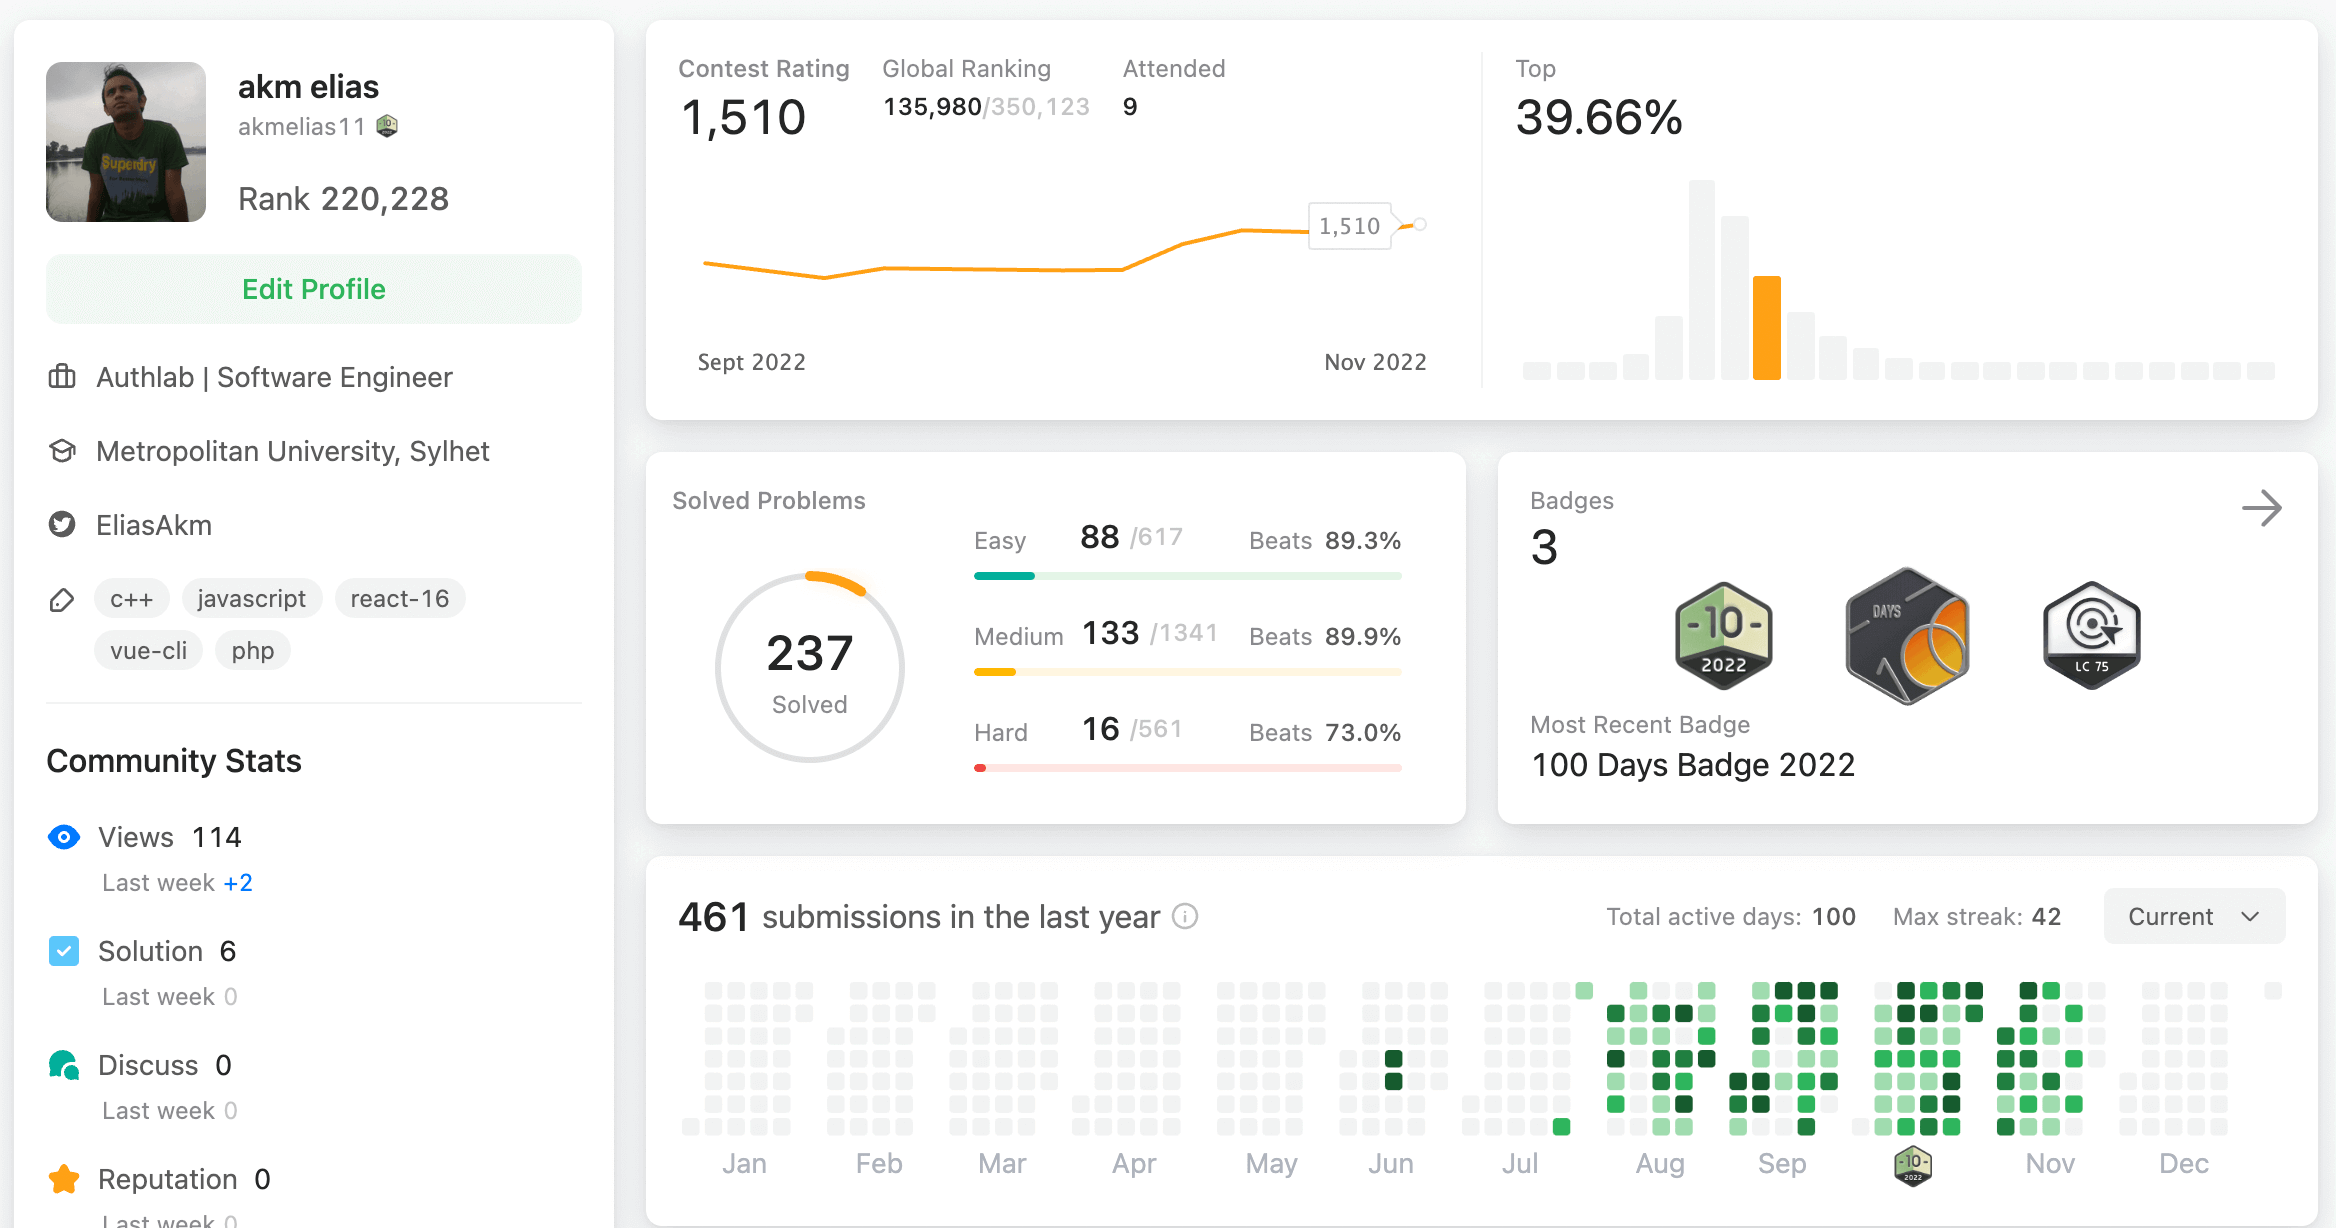 akm elias
akmelias11
Rank 220,228
Edit Profile
Authlab | Software Engineer
Metropolitan University, Sylhet
EliasAkm
c++ javascript react-16
vue-cli php
Community Stats
Views 114
Last week +2
Solution 6
Last week 0
Discuss 0
Last week 0
Reputation 0
Last week 0
Superdry
Contest Rating Global Ranking Attended
1,510 135,980/350,123 9
1,510
Sept 2022 Nov 2022
Top
39.66%
Solved Problems
237
Solved
Easy 88 /617 Beats 89.3%
Medium 133 /1341 Beats 89.9%
Hard 16 /561 Beats 73.0%
Badges
3
-10-
2022
DAYS
LC 75
Most Recent Badge
100 Days Badge 2022
461 submissions in the last year
Total active days: 100 Max streak: 42 Current
Jan Feb Mar Apr May Jun Jul Aug Sep Nov Dec
-10-
2022